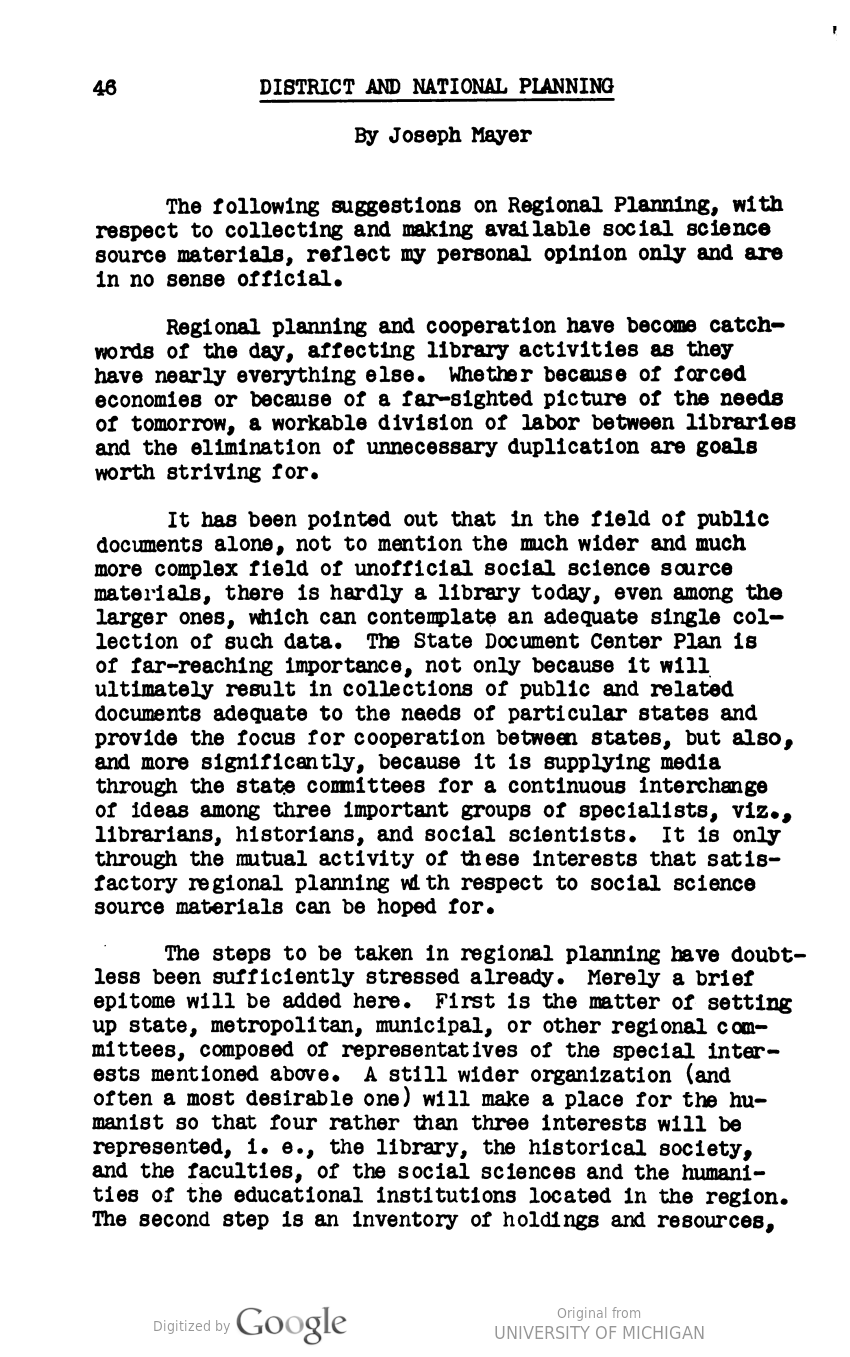 46 DISTRICT AND NATIONAL PLANNING
By Joseph Mayer
The following suggestions on Regional Planning, with
respect to collecting and making available social science
source materials, reflect my personal opinion only and are
in no sense official.
Regional planning and cooperation have become catch-
words of the day, affecting library activities as they
have nearly everything else. Whether because of forced
economies or because of a far-sighted picture of the needs
of tomorrow, a workable division of labor between libraries
and the elimination of unnecessary duplication are goals
worth striving for.
It has been pointed out that in the field of public
documents alone, not to mention the much wider and much
more complex field of unofficial social science source
materials, there is hardly a library today, even among the
larger ones, which can contemplate an adequate single col-
lection of such data. The State Document Center Plan is
of far-reaching importance, not only because it will
ultimately result in collections of public and related
documents adequate to the needs of particular states and
provide the focus for cooperation between states, but also,
and more significantly, because it is supplying media
through the state committees for a continuous interchange
of ideas among three important groups of specialists, viz.,
librarians, historians, and social scientists. It is only
through the mutual activity of these interests that satis-
factory regional planning with respect to social science
source materials can be hoped for.
The steps to be taken in regional planning have doubt-
less been sufficiently stressed already. Merely a brief
epitome will be added here. First is the matter of setting
up state, metropolitan, municipal, or other regional com-
mittees, composed of representatives of the special inter-
ests mentioned above. A still wider organization (and
often a most desirable one) will make a place for the hu-
manist so that four rather than three interests will be
represented, i. e., the library, the historical society,
and the faculties, of the social sciences and the humani-
ties of the educational institutions located in the region.
The second step is an inventory of holdings and resources,
Digitized by Google
Original from
UNIVERSITY OF MICHIGAN